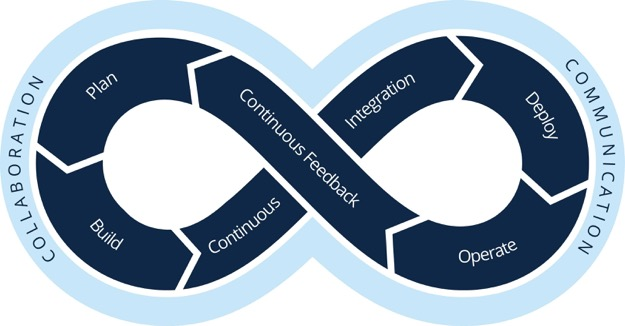 COLLABORATION
Plan
Build
Continuous
Integration
Deploy
Operate
Continuous Feedback
COMMUNICATION